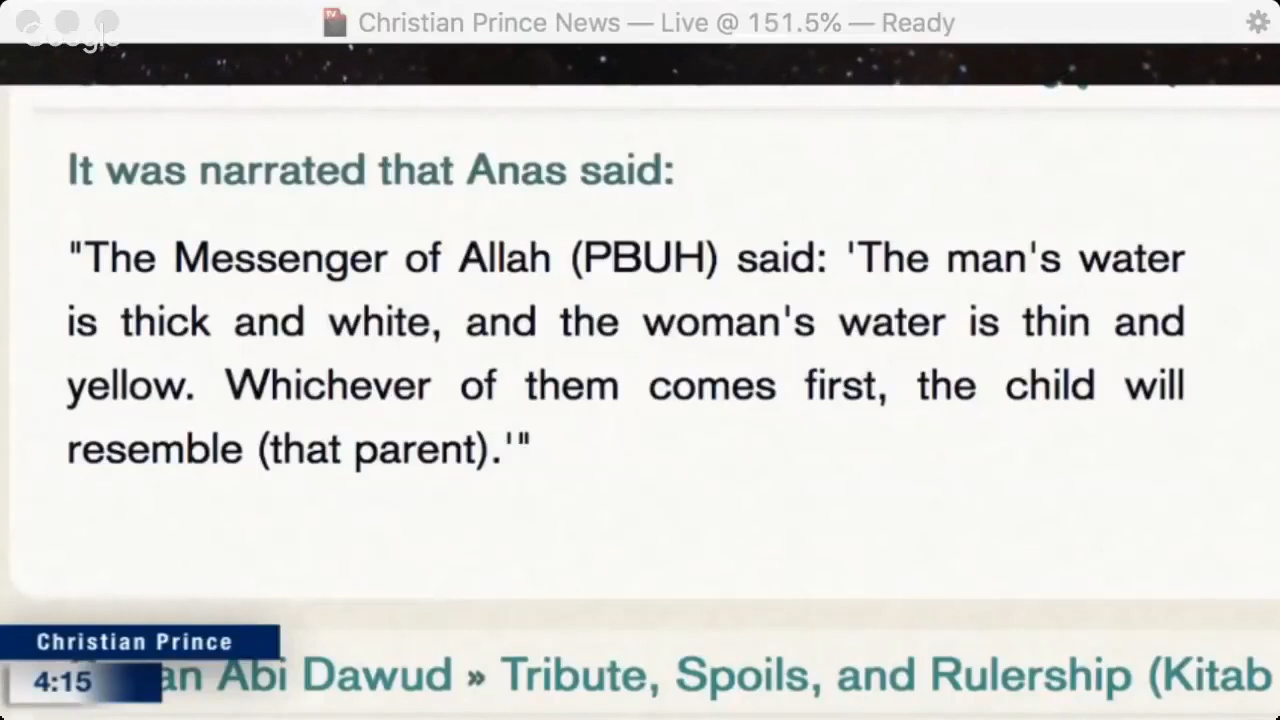 Christian Prince News — Live @ 151.5% — Ready
Google
It was narrated that Anas said:
"The Messenger of Allah (PBUH) said: 'The man's water
is thick and white, and the woman's water is thin and
yellow. Whichever of them comes first, the child will
resemble (that parent).'"
Christian Prince
4:15
an Abi Dawud » Tribute, Spoils, and Rulership (Kitab